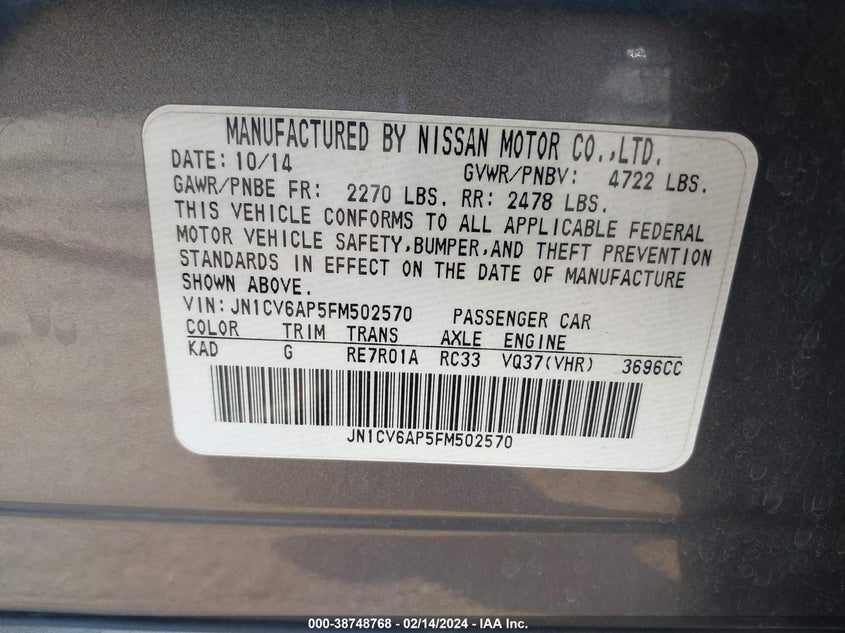 MANUFACTURED BY NISSAN MOTOR CO.,LTD.
DATE: 10/14 GVWR/PNBV: 4722 LBS.
GAWR/PNBE FR: 2270 LBS. RR: 2478 LBS.
THIS VEHICLE CONFORMS TO ALL APPLICABLE FEDERAL
MOTOR VEHICLE SAFETY,BUMPER,AND THEFT PREVENTION
STANDARDS IN EFFECT ON THE DATE OF MANUFACTURE
SHOWN ABOVE.
VIN:JN1CV6AP5FM502570 PASSENGER CAR
COLOR TRIM TRANS AXLE ENGINE
KAD G RE7R01A RC33 VQ37(VHR) 3696CC
JN1CV6AP5FM502570
000-38748768 - 02/14/2024 - IAA Inc.